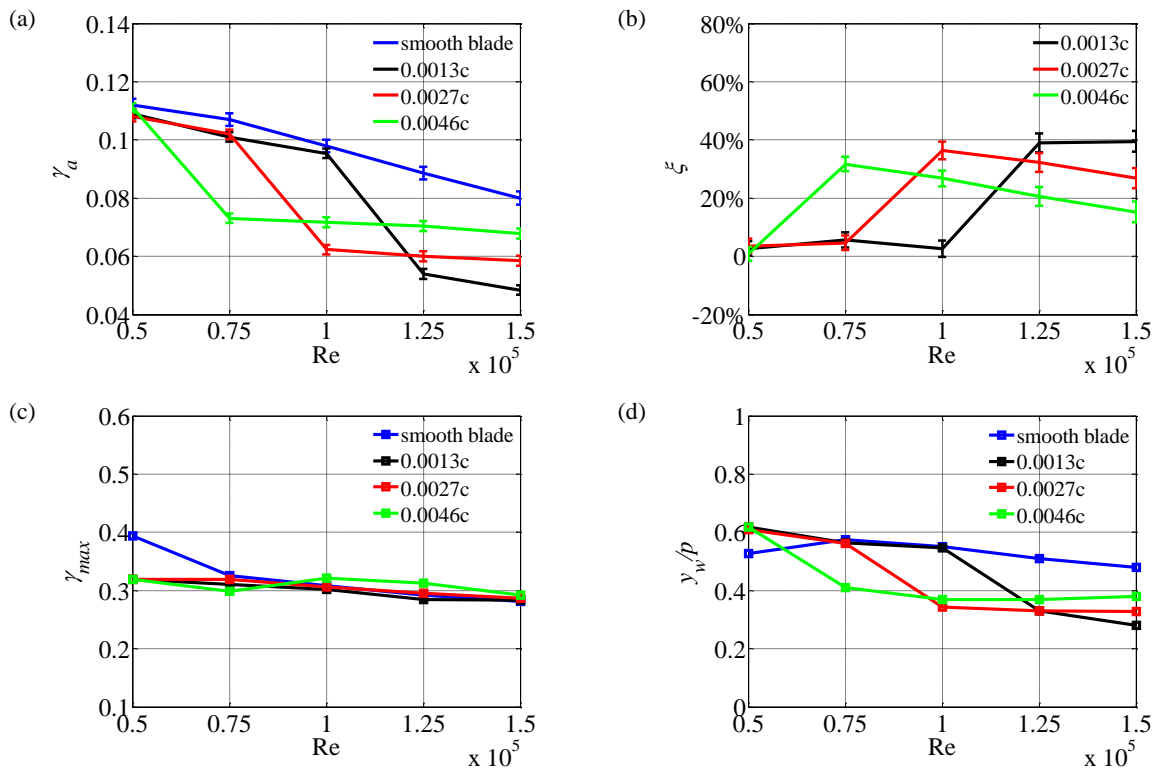 (a)
0.14
0.12
0.1
0.08
0.06
0.04
γa
smooth blade
0.0013c
0.0027c
0.0046c
0.5 0.75 1 1.25 1.5
Re
x 10^5
(b)
80%
60%
40%
20%
0
-20%
ξ
0.0013c
0.0027c
0.0046c
0.5 0.75 1 1.25 1.5
Re
x 10^5
(c)
0.6
0.5
0.4
0.3
0.2
0.1
γmax
smooth blade
0.0013c
0.0027c
0.0046c
0.5 0.75 1 1.25 1.5
Re
x 10^5
(d)
1
0.8
0.6
0.4
0.2
0
yw/p
smooth blade
0.0013c
0.0027c
0.0046c
0.5 0.75 1 1.25 1.5
Re
x 10^5